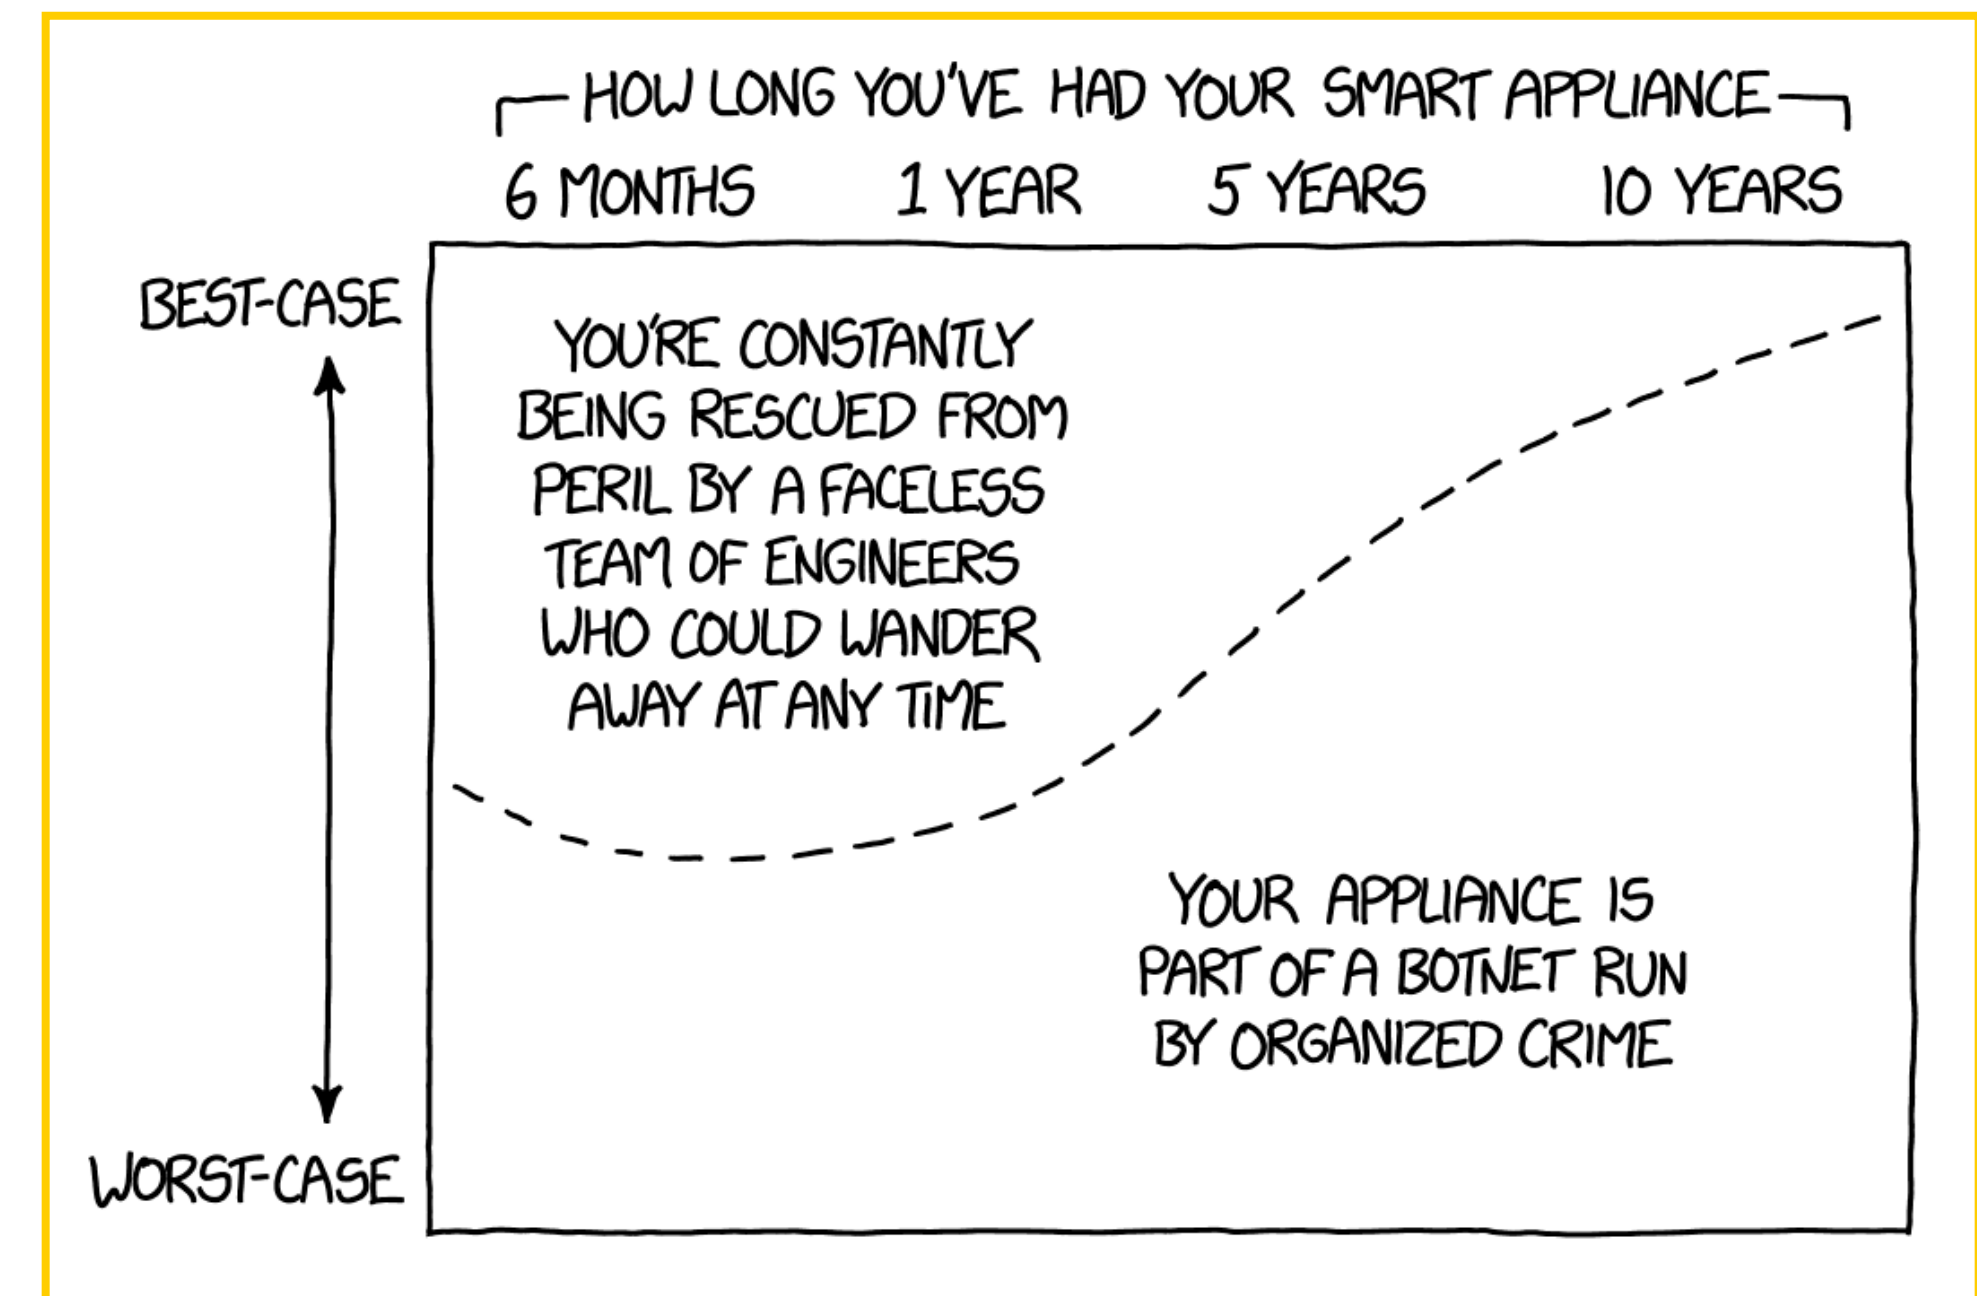 HOW LONG YOU'VE HAD YOUR SMART APPLIANCE
6 MONTHS 1 YEAR 5 YEARS 10 YEARS
BEST-CASE
YOU'RE CONSTANTLY
BEING RESCUED FROM
PERIL BY A FACELESS
TEAM OF ENGINEERS
WHO COULD WANDER
AWAY AT ANY TIME
YOUR APPLIANCE IS
PART OF A BOTNET RUN
BY ORGANIZED CRIME
WORST-CASE